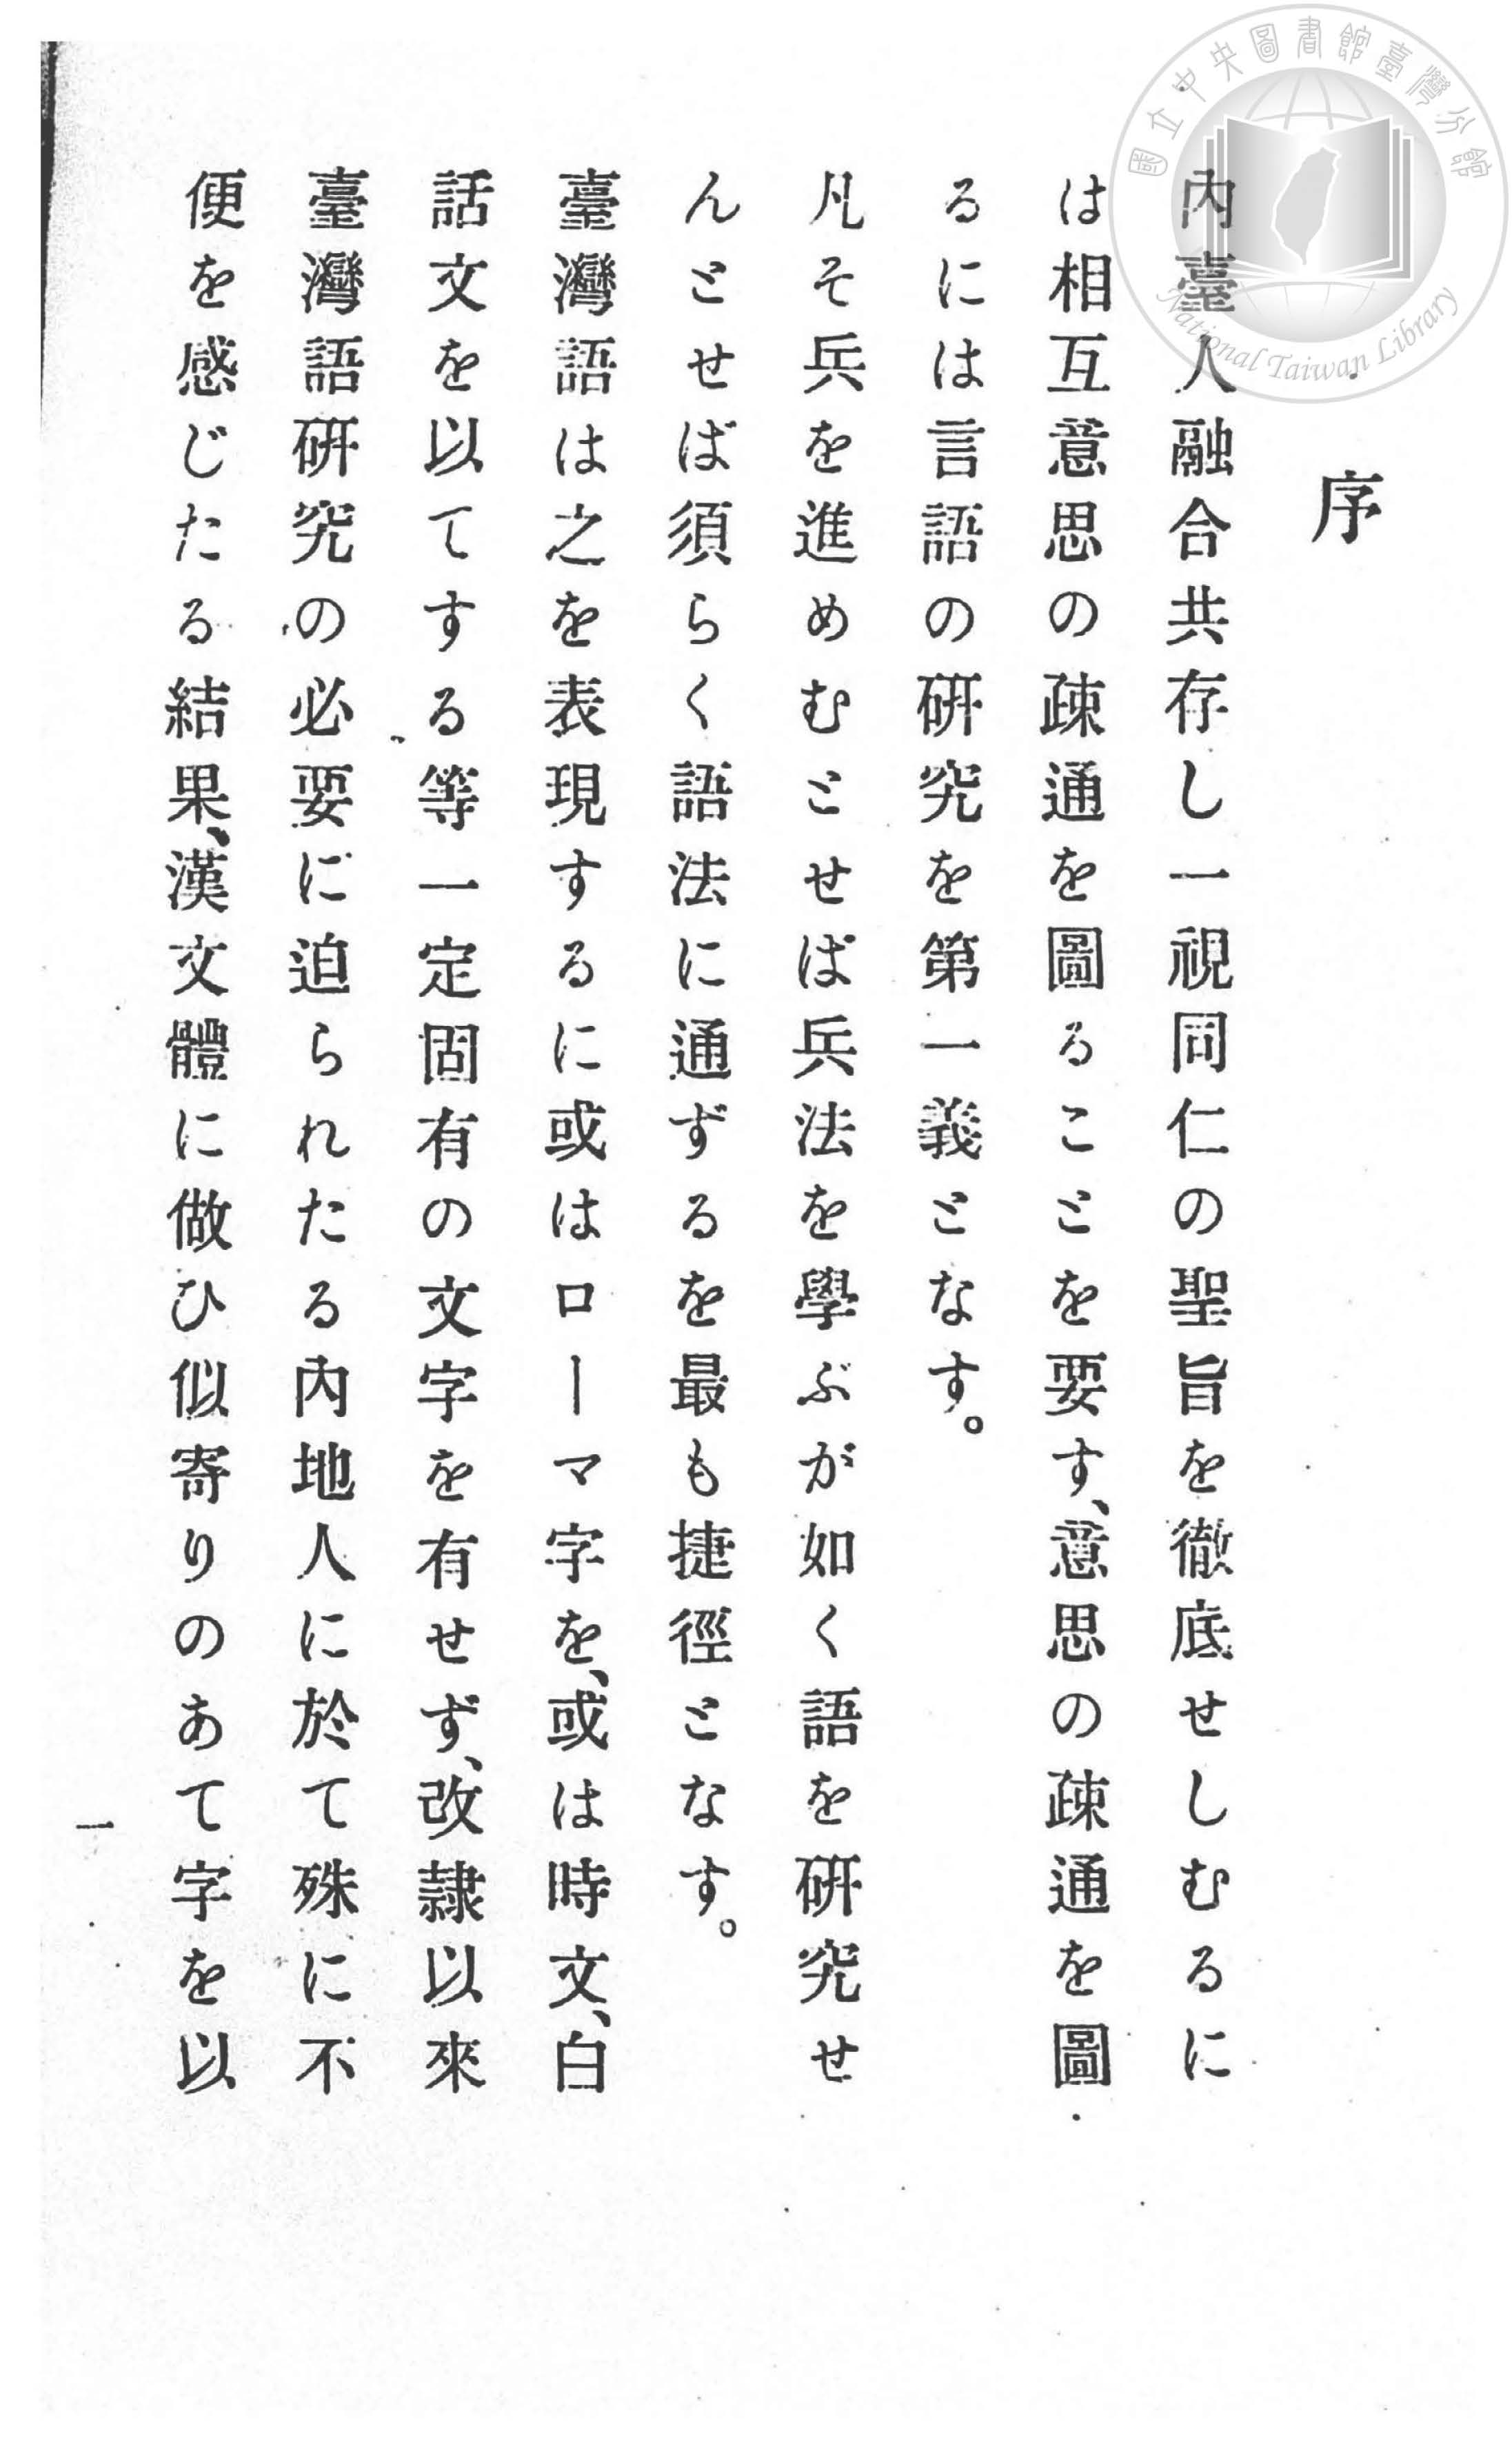 國立中央圖書館臺灣分館
National Taiwan Library
序
內臺人融合共存し一視同仁の聖旨を徹底せしむるに
は相互意思の疎通を圖ることを要す、意思の疎通を圖
るには言語の研究を第一義となす。
凡そ兵を進めむとせば兵法を學ぶが如く語を研究せ
んとせば須らく語法に通ずるを最も捷徑となす。
臺灣語は之を表現するに或はローマ字を、或は時文、白
話文を以てする等一定固有の文字を有せず、改隷以來
臺灣語研究の必要に迫られたる內地人に於て殊に不
便を感じたる結果、漢文體に做ひ似寄りのあて字を以
一